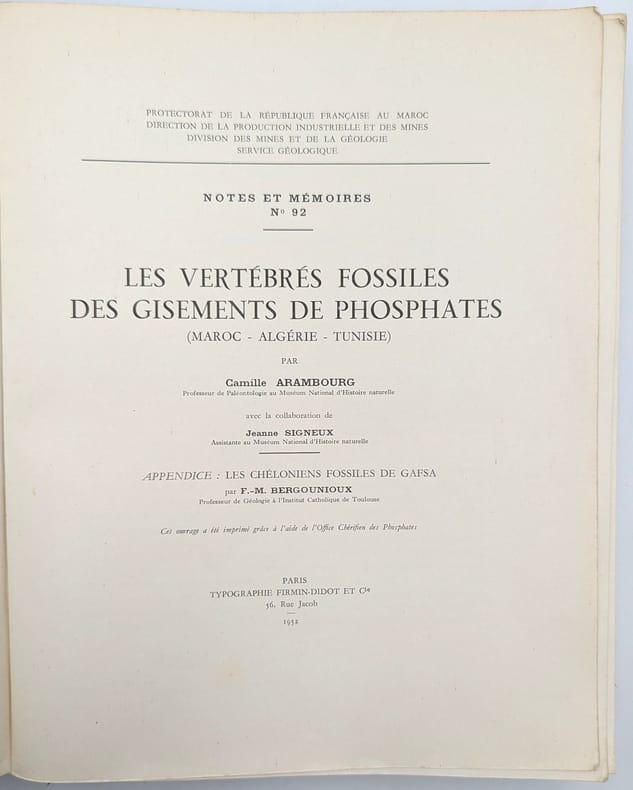 PROTECTORAT DE LA RÉPUBLIQUE FRANÇAISE AU MAROC
DIRECTION DE LA PRODUCTION INDUSTRIELLE ET DES MINES
DIVISION DES MINES ET DE LA GÉOLOGIE
SERVICE GÉOLOGIQUE
NOTES ET MÉMOIRES
Nº 92
LES VERTÉBRÉS FOSSILES
DES GISEMENTS DE PHOSPHATES
(MAROC - ALGÉRIE - TUNISIE)
PAR
Camille ARAMBOURG
Professeur de Paléontologie au Muséum National d'Histoire naturelle
avec la collaboration de
Jeanne SIGNEUX
Assistante au Muséum National d'Histoire naturelle
APPENDICE : LES CHÉLONIENS FOSSILES DE GAFSA
par F.-M. BERGOUNIOUX
Professeur de Géologie à l'Institut Catholique de Toulouse
Cet ouvrage a été imprimé grâce à l'aide de l'Office Chérifien des Phosphates
PARIS
TYPOGRAPHIE FIRMIN-DIDOT ET Cie
56, Rue Jacob
1952